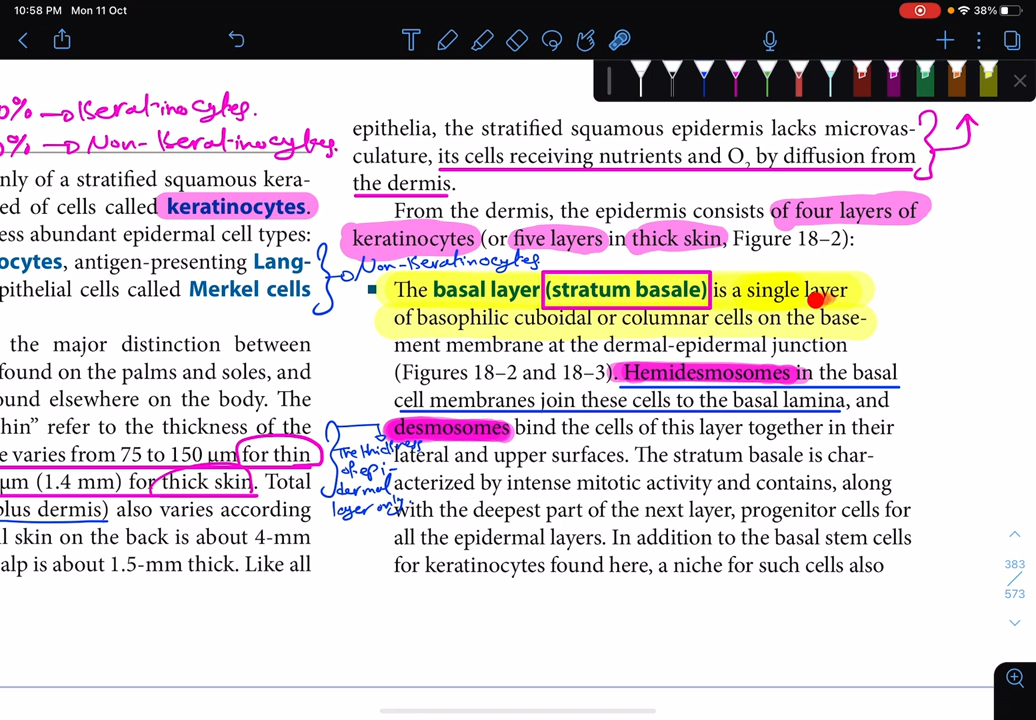 10:58 PM Mon 11 Oct
38%
0% → Keratinocytes.
% → Non-Keratinocytes.
nly of a stratified squamous kera-
ed of cells called keratinocytes.
ess abundant epidermal cell types:
ocytes, antigen-presenting Lang-
pithelial cells called Merkel cells
the major distinction between
found on the palms and soles, and
ound elsewhere on the body. The
hin” refer to the thickness of the
e varies from 75 to 150 μm for thin
μm (1.4 mm) for thick skin. Total
plus dermis) also varies according
l skin on the back is about 4-mm
alp is about 1.5-mm thick. Like all
Non-Keratinocytes
The thickness
of epi-
dermal
layer only
epithelia, the stratified squamous epidermis lacks microvas-
culature, its cells receiving nutrients and O2 by diffusion from
the dermis.
From the dermis, the epidermis consists of four layers of
keratinocytes (or five layers in thick skin, Figure 18–2):
■ The basal layer (stratum basale) is a single layer
of basophilic cuboidal or columnar cells on the base-
ment membrane at the dermal-epidermal junction
(Figures 18–2 and 18–3). Hemidesmosomes in the basal
cell membranes join these cells to the basal lamina, and
desmosomes bind the cells of this layer together in their
lateral and upper surfaces. The stratum basale is char-
acterized by intense mitotic activity and contains, along
with the deepest part of the next layer, progenitor cells for
all the epidermal layers. In addition to the basal stem cells
for keratinocytes found here, a niche for such cells also
383
573